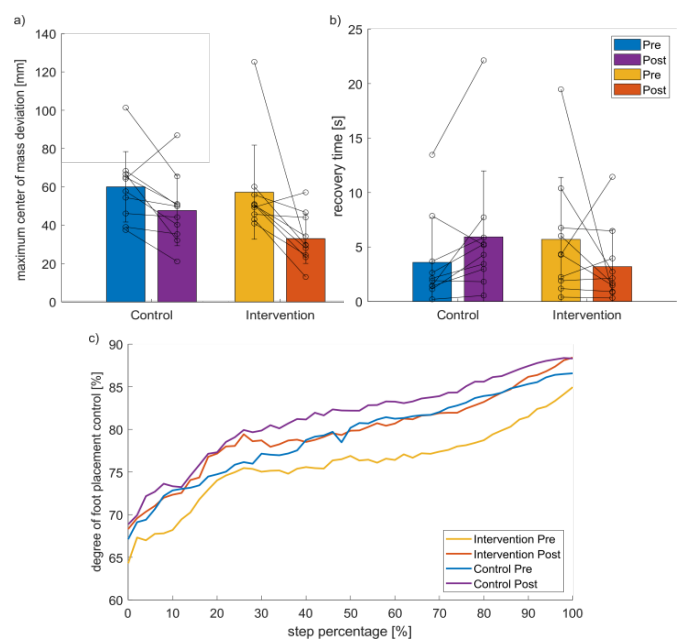 a)
140
120
100
80
60
40
20
0
maximum center of mass deviation [mm]
Control
Intervention
b)
25
20
15
10
5
0
recovery time [s]
Pre
Post
Pre
Post
Control
Intervention
c)
90
85
80
75
70
65
60
degree of foot placement control [%]
0 10 20 30 40 50 60 70 80 90 100
step percentage [%]
Intervention Pre
Intervention Post
Control Pre
Control Post